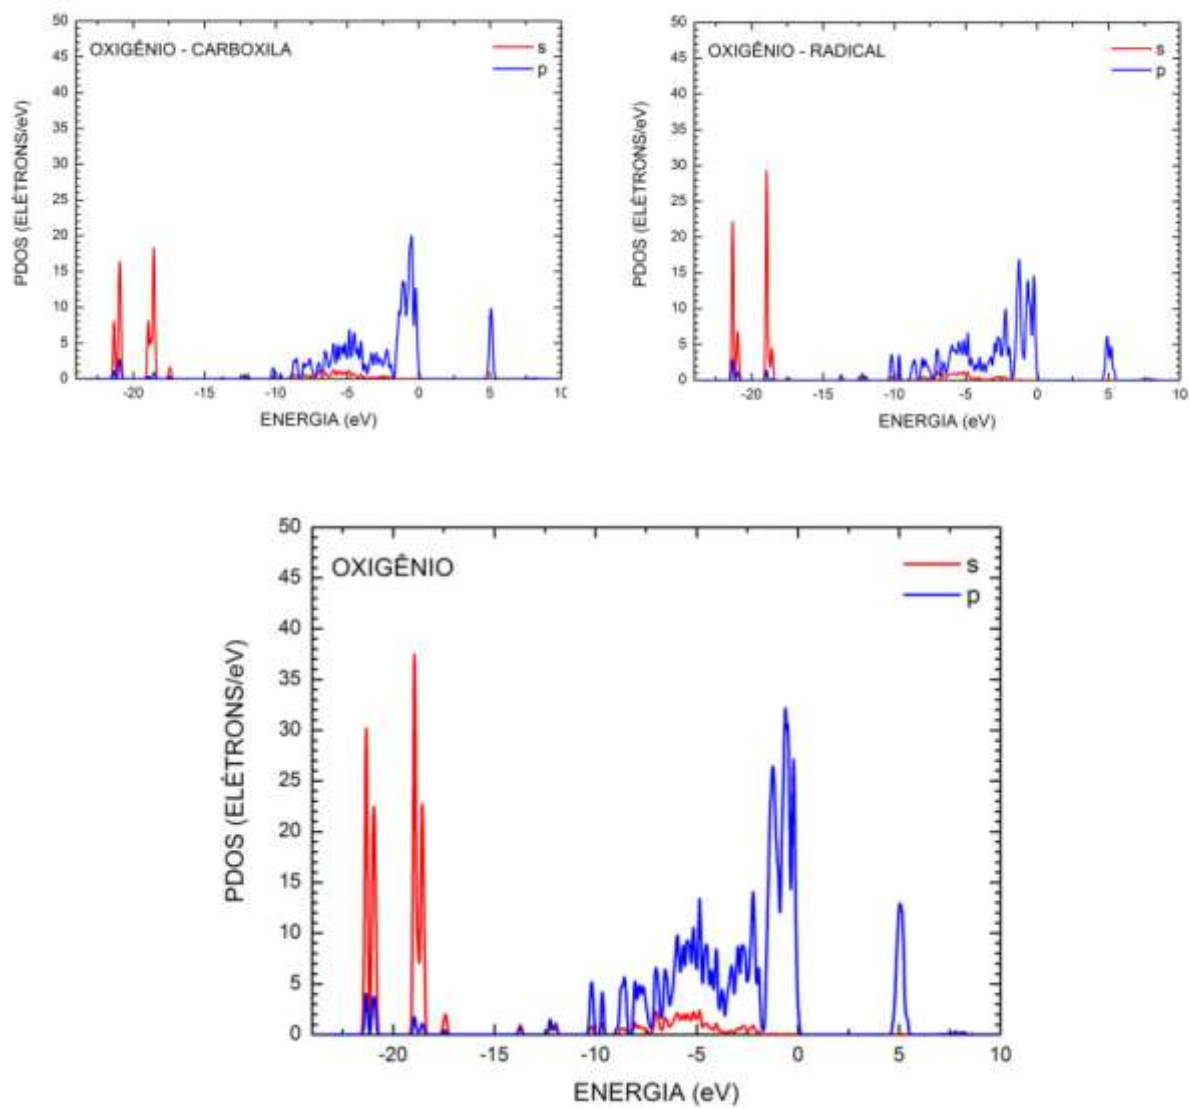 50
45
40
35
30
25
20
15
10
5
0
OXIGÊNIO - CARBOXILA
s
p
PDOS (ELÉTRONS/eV)
-20 -15 -10 -5 0 5 10
ENERGIA (eV)
50
45
40
35
30
25
20
15
10
5
0
OXIGÊNIO - RADICAL
s
p
PDOS (ELÉTRONS/eV)
-20 -15 -10 -5 0 5 10
ENERGIA (eV)
50
45
40
35
30
25
20
15
10
5
0
OXIGÊNIO
s
p
PDOS (ELÉTRONS/eV)
-20 -15 -10 -5 0 5 10
ENERGIA (eV)